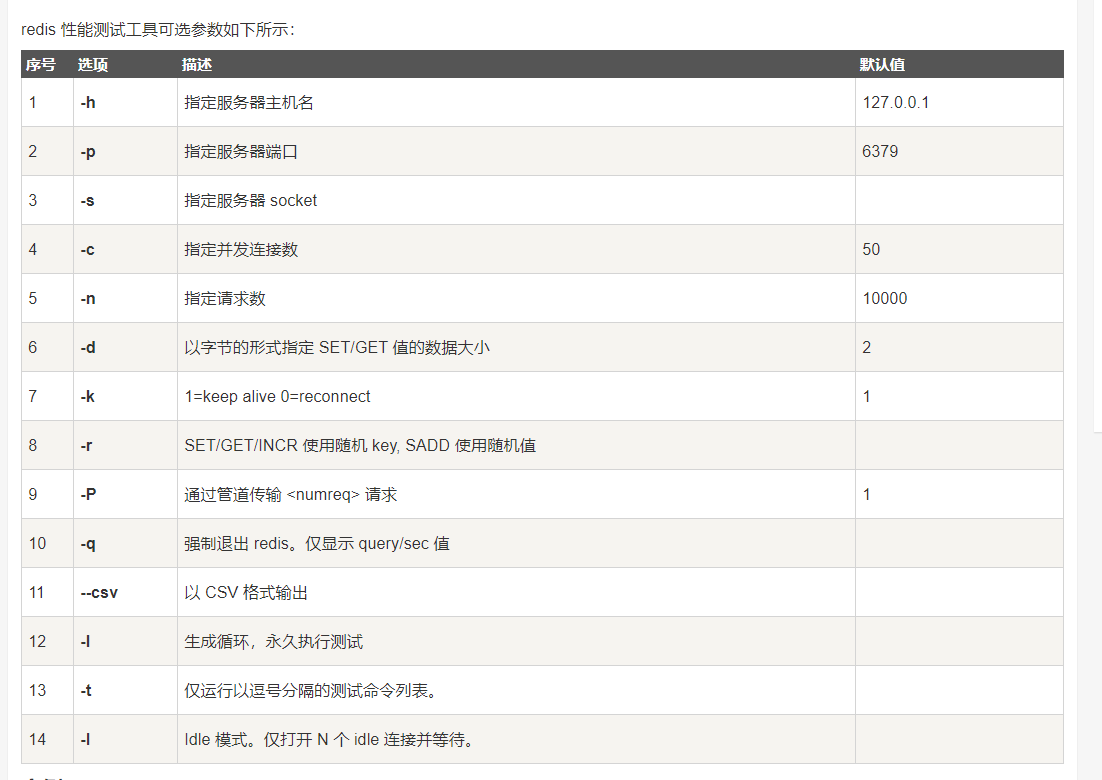 redis 性能测试工具可选参数如下所示：
序号 选项 描述 默认值
1 -h 指定服务器主机名 127.0.0.1
2 -p 指定服务器端口 6379
3 -s 指定服务器 socket
4 -c 指定并发连接数 50
5 -n 指定请求数 10000
6 -d 以字节的形式指定 SET/GET 值的数据大小 2
7 -k 1=keep alive 0=reconnect 1
8 -r SET/GET/INCR 使用随机 key, SADD 使用随机值
9 -P 通过管道传输 <numreq> 请求 1
10 -q 强制退出 redis。仅显示 query/sec 值
11 --csv 以 CSV 格式输出
12 -l 生成循环，永久执行测试
13 -t 仅运行以逗号分隔的测试命令列表。
14 -I Idle 模式。仅打开 N 个 idle 连接并等待。